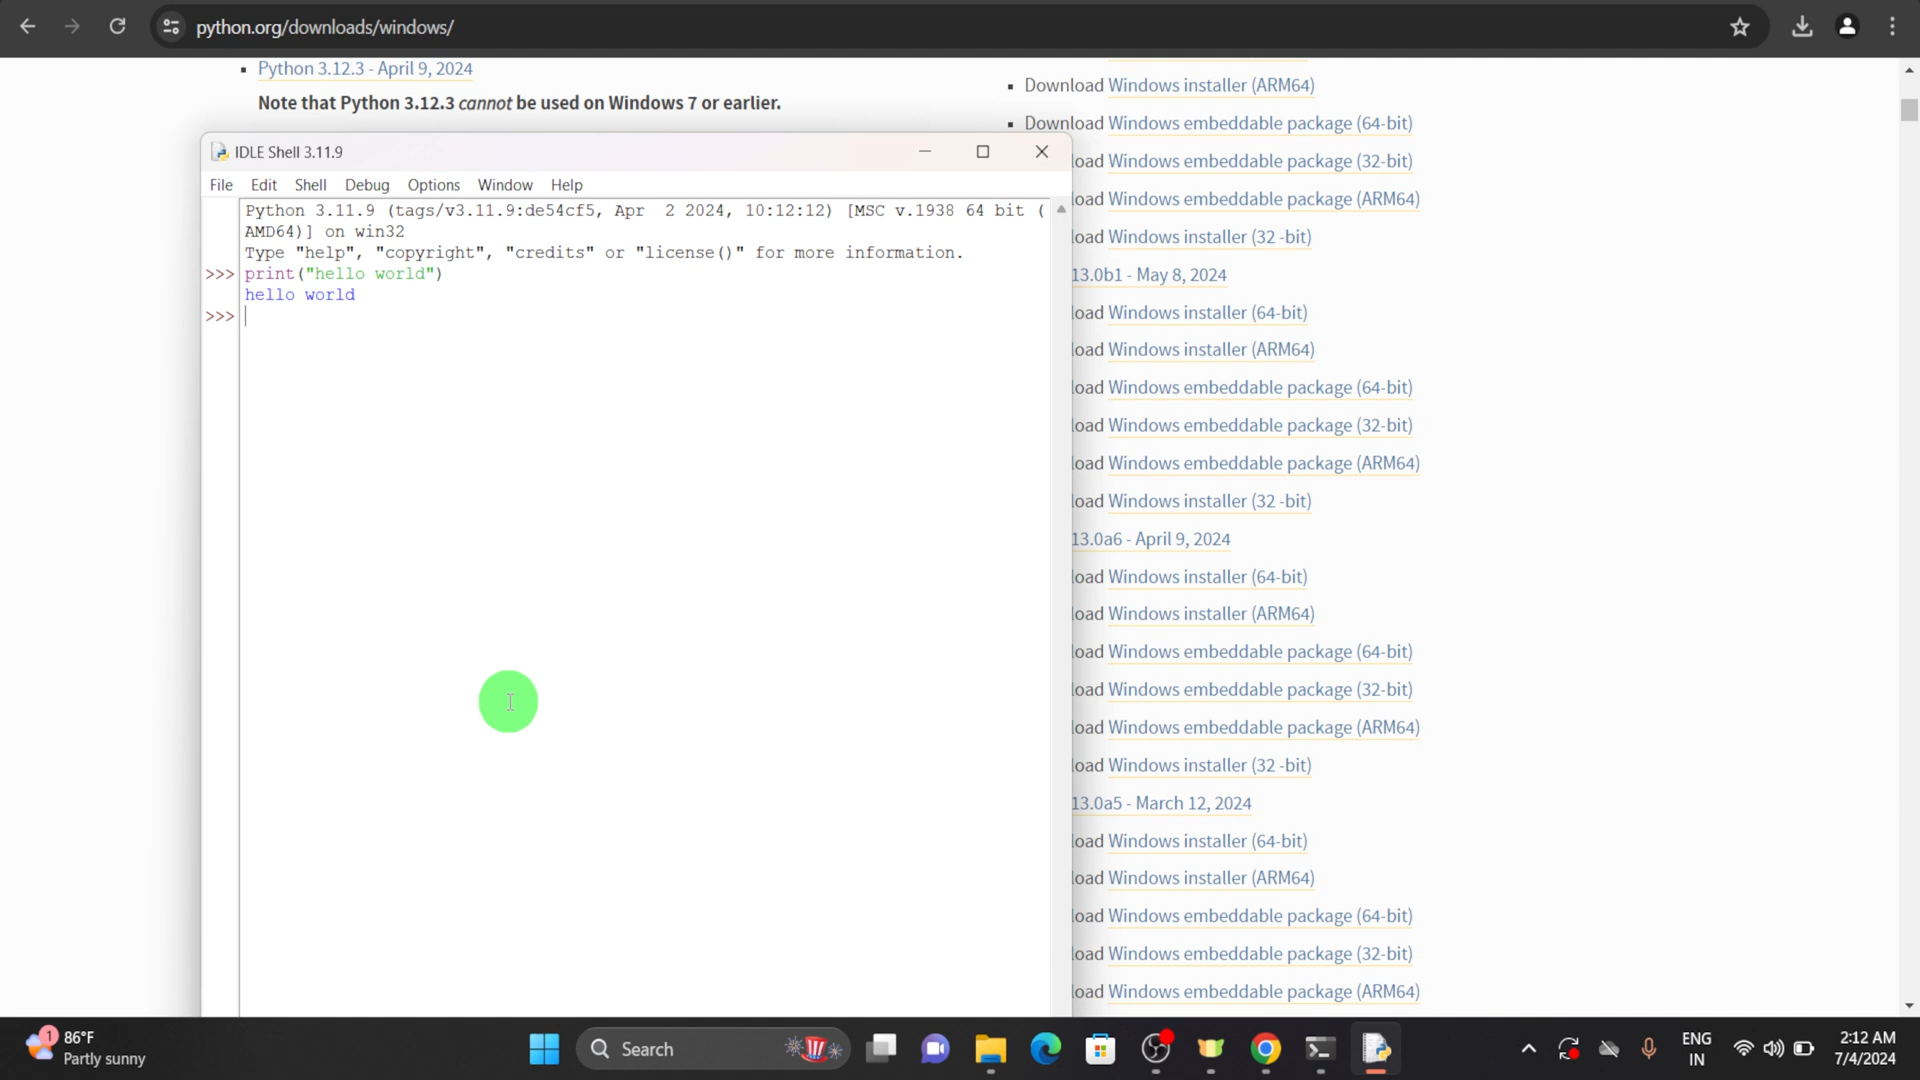 python.org/downloads/windows/
Python 3.12.3 - April 9, 2024
Note that Python 3.12.3 cannot be used on Windows 7 or earlier.
Download Windows installer (ARM64)
Download Windows embeddable package (64-bit)
load Windows embeddable package (32-bit)
load Windows embeddable package (ARM64)
load Windows installer (32 -bit)
13.0b1 - May 8, 2024
load Windows installer (64-bit)
load Windows installer (ARM64)
load Windows embeddable package (64-bit)
load Windows embeddable package (32-bit)
load Windows embeddable package (ARM64)
load Windows installer (32 -bit)
13.0a6 - April 9, 2024
load Windows installer (64-bit)
load Windows installer (ARM64)
load Windows embeddable package (64-bit)
load Windows embeddable package (32-bit)
load Windows embeddable package (ARM64)
load Windows installer (32 -bit)
13.0a5 - March 12, 2024
load Windows installer (64-bit)
load Windows installer (ARM64)
load Windows embeddable package (64-bit)
load Windows embeddable package (32-bit)
load Windows embeddable package (ARM64)
IDLE Shell 3.11.9
File Edit Shell Debug Options Window Help
Python 3.11.9 (tags/v3.11.9:de54cf5, Apr  2 2024, 10:12:12) [MSC v.1938 64 bit (
AMD64)] on win32
Type "help", "copyright", "credits" or "license()" for more information.
>>> print("hello world")
hello world
>>>
1
86°F
Partly sunny
Search
ENG
IN
2:12 AM
7/4/2024